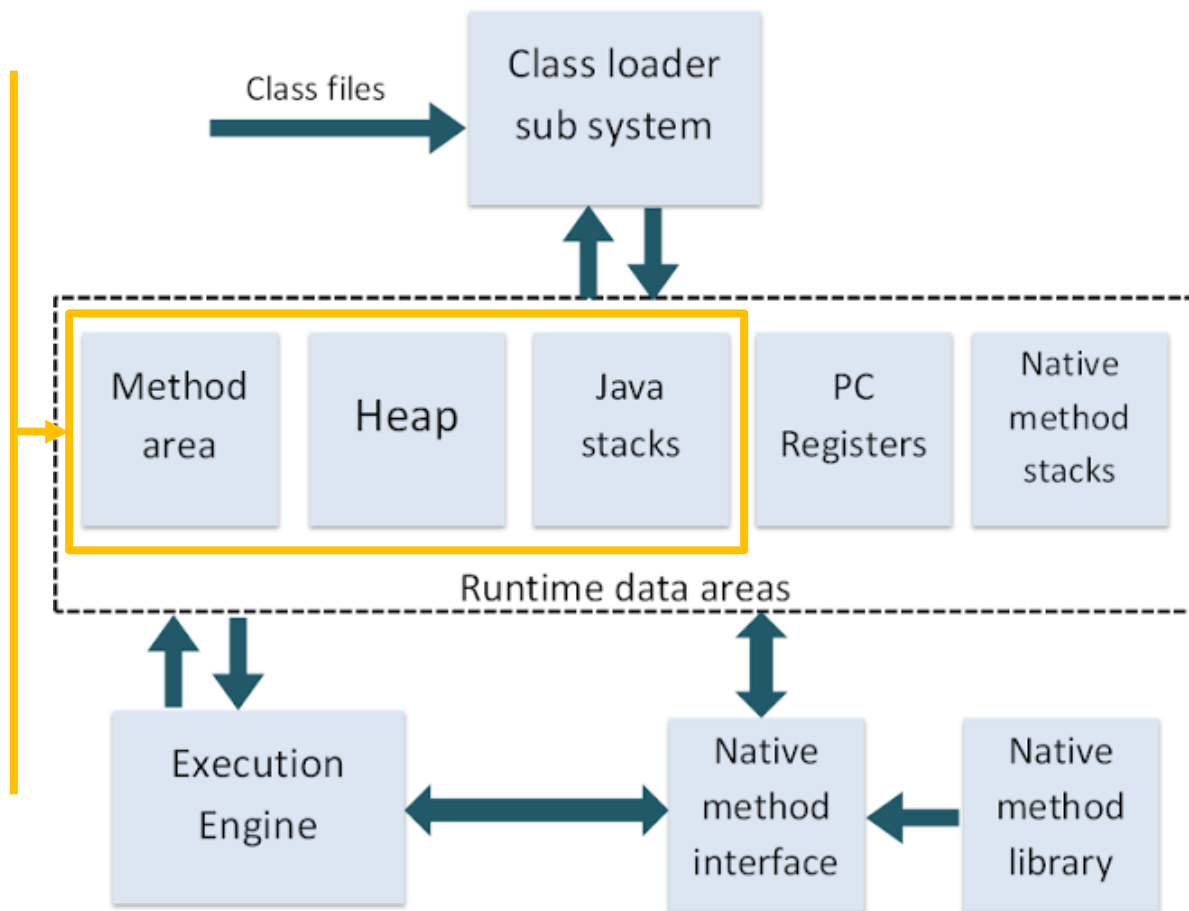 Class files
Class loader
sub system
Method
area
Heap
Java
stacks
PC
Registers
Native
method
stacks
Runtime data areas
Execution
Engine
Native
method
interface
Native
method
library